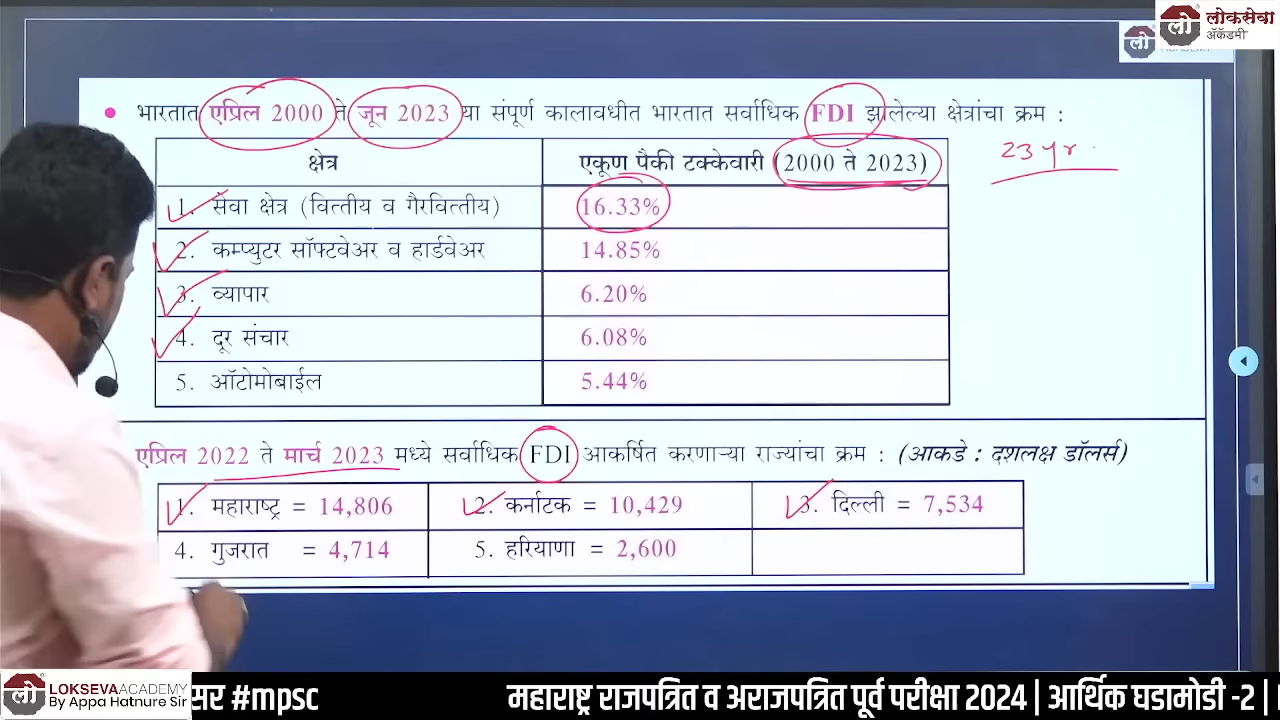 लोकसेवा
अ‍ॅकॅडमी
• भारतात एप्रिल 2000 ते जून 2023 या संपूर्ण कालावधीत भारतात सर्वाधिक FDI झालेल्या क्षेत्रांचा क्रम :
23 yr
क्षेत्र एकूण पैकी टक्केवारी (2000 ते 2023)
1. सेवा क्षेत्र (वित्तीय व गैरवित्तीय) 16.33%
2. कम्प्युटर सॉफ्टवेअर व हार्डवेअर 14.85%
3. व्यापार 6.20%
4. दूर संचार 6.08%
5. ऑटोमोबाईल 5.44%
एप्रिल 2022 ते मार्च 2023 मध्ये सर्वाधिक FDI आकर्षित करणाऱ्या राज्यांचा क्रम : (आकडे : दशलक्ष डॉलर्स)
1. महाराष्ट्र = 14,806 2. कर्नाटक = 10,429 3. दिल्ली = 7,534
4. गुजरात = 4,714 5. हरियाणा = 2,600
लो LOKSEVA ACADEMY
By Appa Hatnure Sir
सर #mpsc महाराष्ट्र राजपत्रित व अराजपत्रित पूर्व परीक्षा 2024 | आर्थिक घडामोडी -2 |